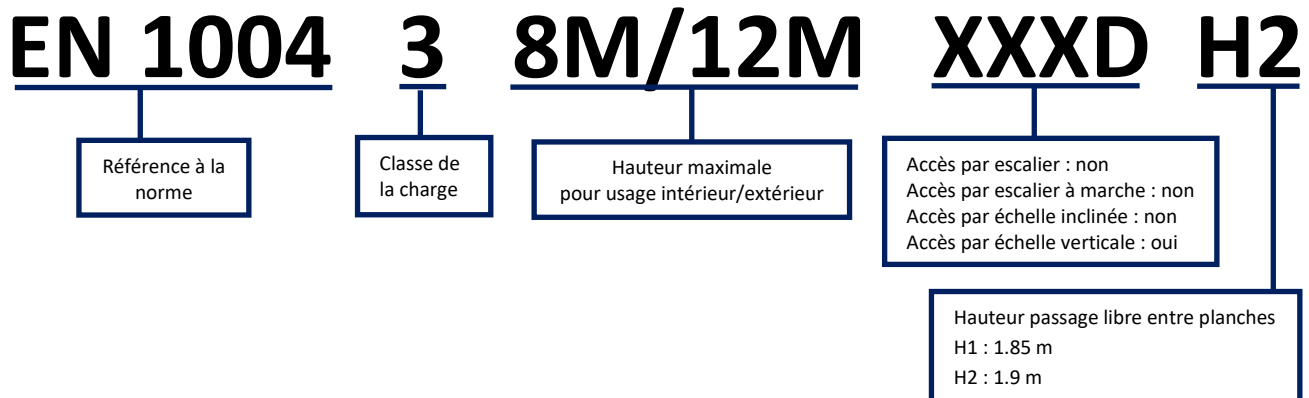 EN 1004 3 8M/12M XXXD H2
Référence à la
norme
Classe de
la charge
Hauteur maximale
pour usage intérieur/extérieur
Accès par escalier : non
Accès par escalier à marche : non
Accès par échelle inclinée : non
Accès par échelle verticale : oui
Hauteur passage libre entre planches
H1 : 1.85 m
H2 : 1.9 m